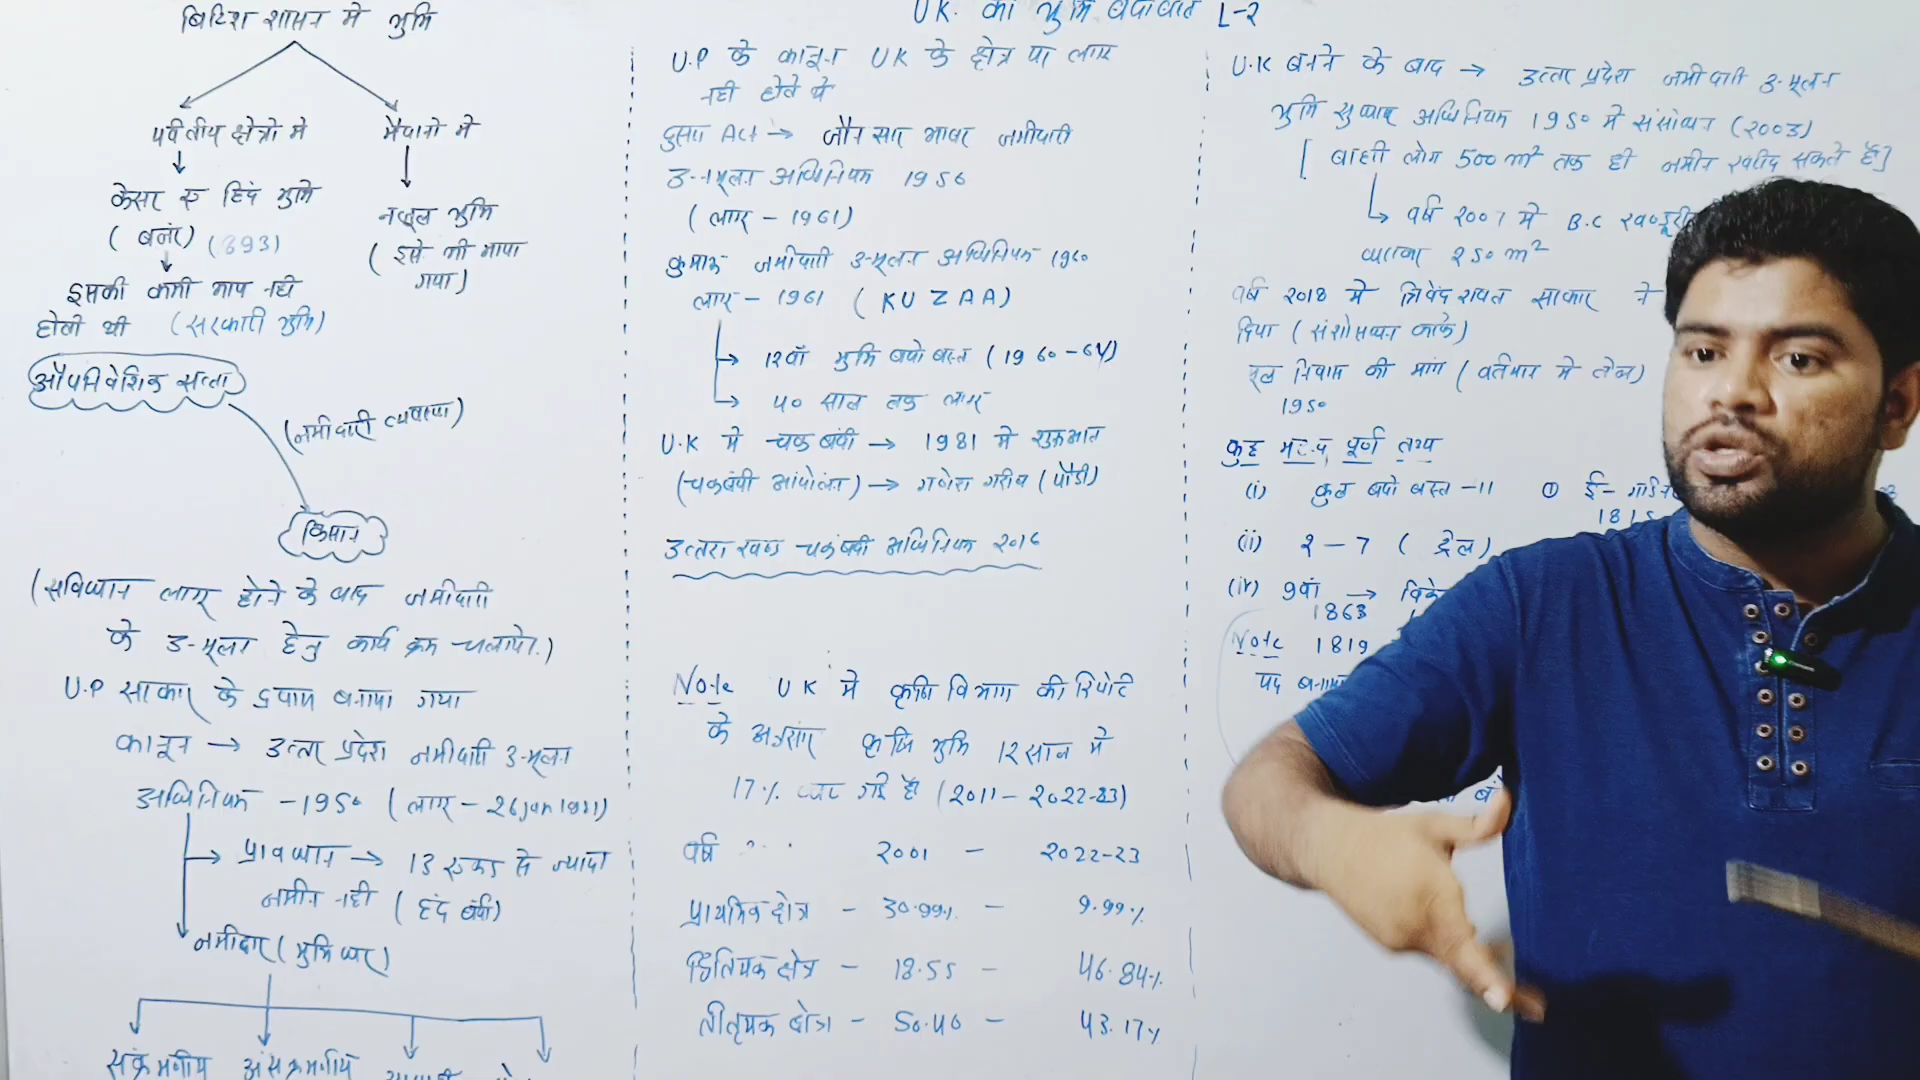 ब्रिटिश शासन मे भूमि
पर्वतीय क्षेत्रो मे
मैदानो मे
केसर ए हिंद भूमि
(बनंर) (893)
नजूल भूमि
(इसे भी मापा
गया)
इसकी कभी माप नही
होती थी (सरकारी भूमि)
औपनिवेशिक सत्ता
(जमीदारी व्यवस्था)
किसान
(संविधान लागू होने के बाद जमीदारी
के उन्मूलन हेतु कार्य क्रम चलाये।)
U.P सरकार के द्वारा बनाया गया
कानून → उत्तर प्रदेश जमीदारी उन्मूलन
अधिनियम - 1950 (लागू - 26 Jan 1951)
प्रावधान → 13 एकड से ज्यादा
जमीन नही (हद बंदी)
जमीदार (भूमिधर)
संक्रमणीय असंक्रमणीय
UK. का भूमि बंदोबस्त L-2
U.P के कानून UK के क्षेत्र पर लागू
नही होते थे
दूसरा Act → जौनसार भावर जमीदारी
उन्मूलन अधिनियम 1956
(लागू - 1961)
कुमाऊ जमीदारी उन्मूलन अधिनियम 1960
लागू - 1961 (KUZAA)
12वाँ भूमि बंदोबस्त (1960-64)
40 साल तक लागू
U.K मे चकबंदी → 1981 मे शुरूआत
(चकबंदी आंदोलन) → गणेश गरीब (पौडी)
उत्तराखण्ड चकबंदी अधिनियम 2016
Note UK मे कृषि विभाग की रिपोर्ट
के अनुसार कृषि भूमि 12 साल मे
17% घट गई है (2011 - 2022-23)
वर्ष 2001 - 2022-23
प्राथमिक क्षेत्र - 30.99% - 9.99%
द्वितियक क्षेत्र - 18.55 - 46.84%
तीतृयक क्षेत्र - 50.46 - 43.17%
U.K बनने के बाद → उत्तर प्रदेश जमीदारी उन्मूलन
भूमि सुधार अधिनियम 1950 मे संसोधन (2003)
[बाहरी लोग 500 m² तक ही जमीन खरीद सकते है]
वर्ष 2007 मे B.C खण्डूरी
घटाकर 250 m²
वर्ष 2018 मे त्रिवेंद्र रावत सरकार ने
दिया (संशोधन करके)
मूल निवास की मांग (वर्तमान मे तेज)
1950
कुछ महत्वपूर्ण तथ्य
(i) कुल बंदोबस्त - 11 ① ई- गार्डनर
(ii) 2 - 7 (ट्रेल)
(iv) 9वां → विकेट
1863
Note 1819
पद बनाया